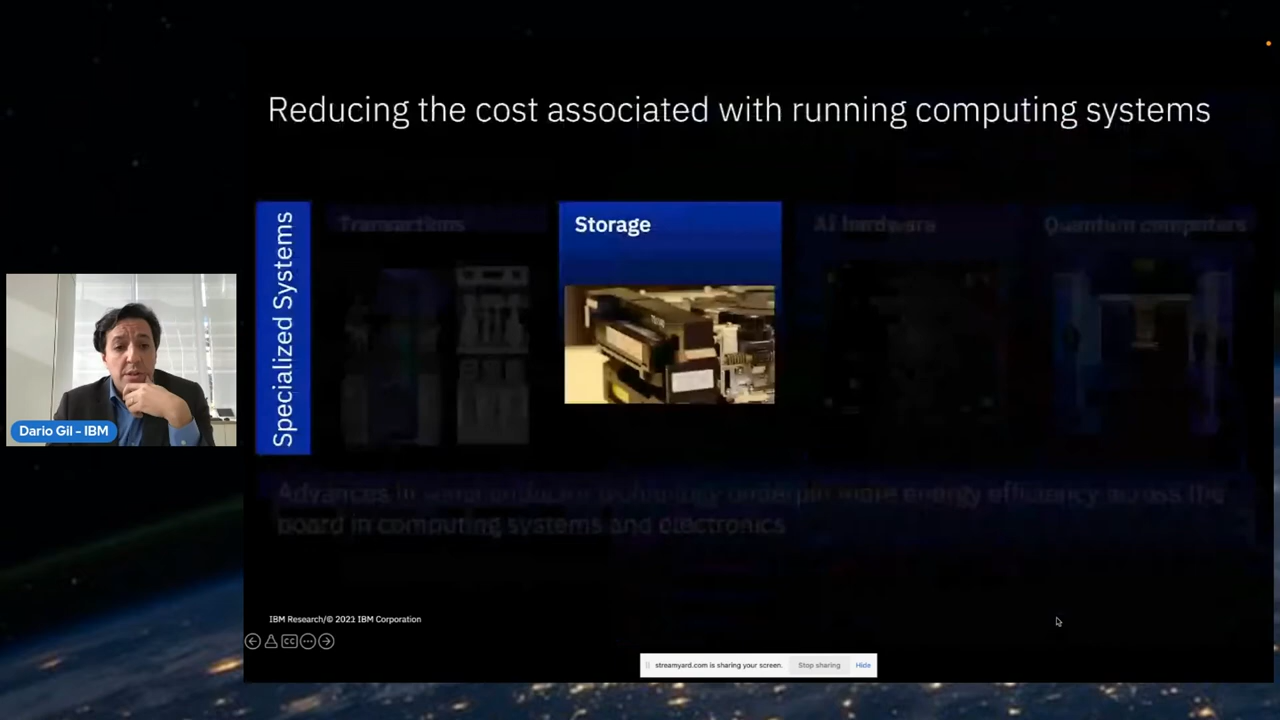 Reducing the cost associated with running computing systems
Specialized Systems
Transactions
Storage
AI hardware
Quantum computers
Advances in semiconductor technology underpin more energy efficiency across the
board in computing systems and electronics
Dario Gil - IBM
IBM Research/© 2021 IBM Corporation
CC
streamyard.com is sharing your screen. Stop sharing Hide